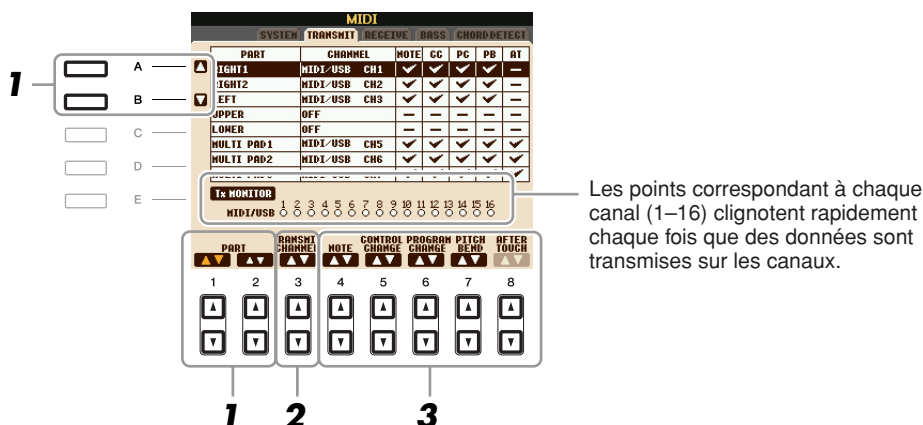 MIDI
SYSTEM TRANSMIT RECEIVE BASS CHORD DETECT
PART CHANNEL NOTE CC PC PB AT
RIGHT1 MIDI/USB CH1 ✓ ✓ ✓ ✓ –
RIGHT2 MIDI/USB CH2 ✓ ✓ ✓ ✓ –
LEFT MIDI/USB CH3 ✓ ✓ ✓ ✓ –
UPPER OFF – – – – –
LOWER OFF – – – – –
MULTI PAD1 MIDI/USB CH5 ✓ ✓ ✓ ✓ ✓
MULTI PAD2 MIDI/USB CH6 ✓ ✓ ✓ ✓ ✓
1
A
B
C
D
E
Tx MONITOR
1 2 3 4 5 6 7 8 9 10 11 12 13 14 15 16
MIDI/USB
Les points correspondant à chaque
canal (1–16) clignotent rapidement
chaque fois que des données sont
transmises sur les canaux.
PART
TRANSMIT
CHANNEL
NOTE
CONTROL
CHANGE
PROGRAM
CHANGE
PITCH
BEND
AFTER
TOUCH
1 2 3 4 5 6 7 8
1 2 3